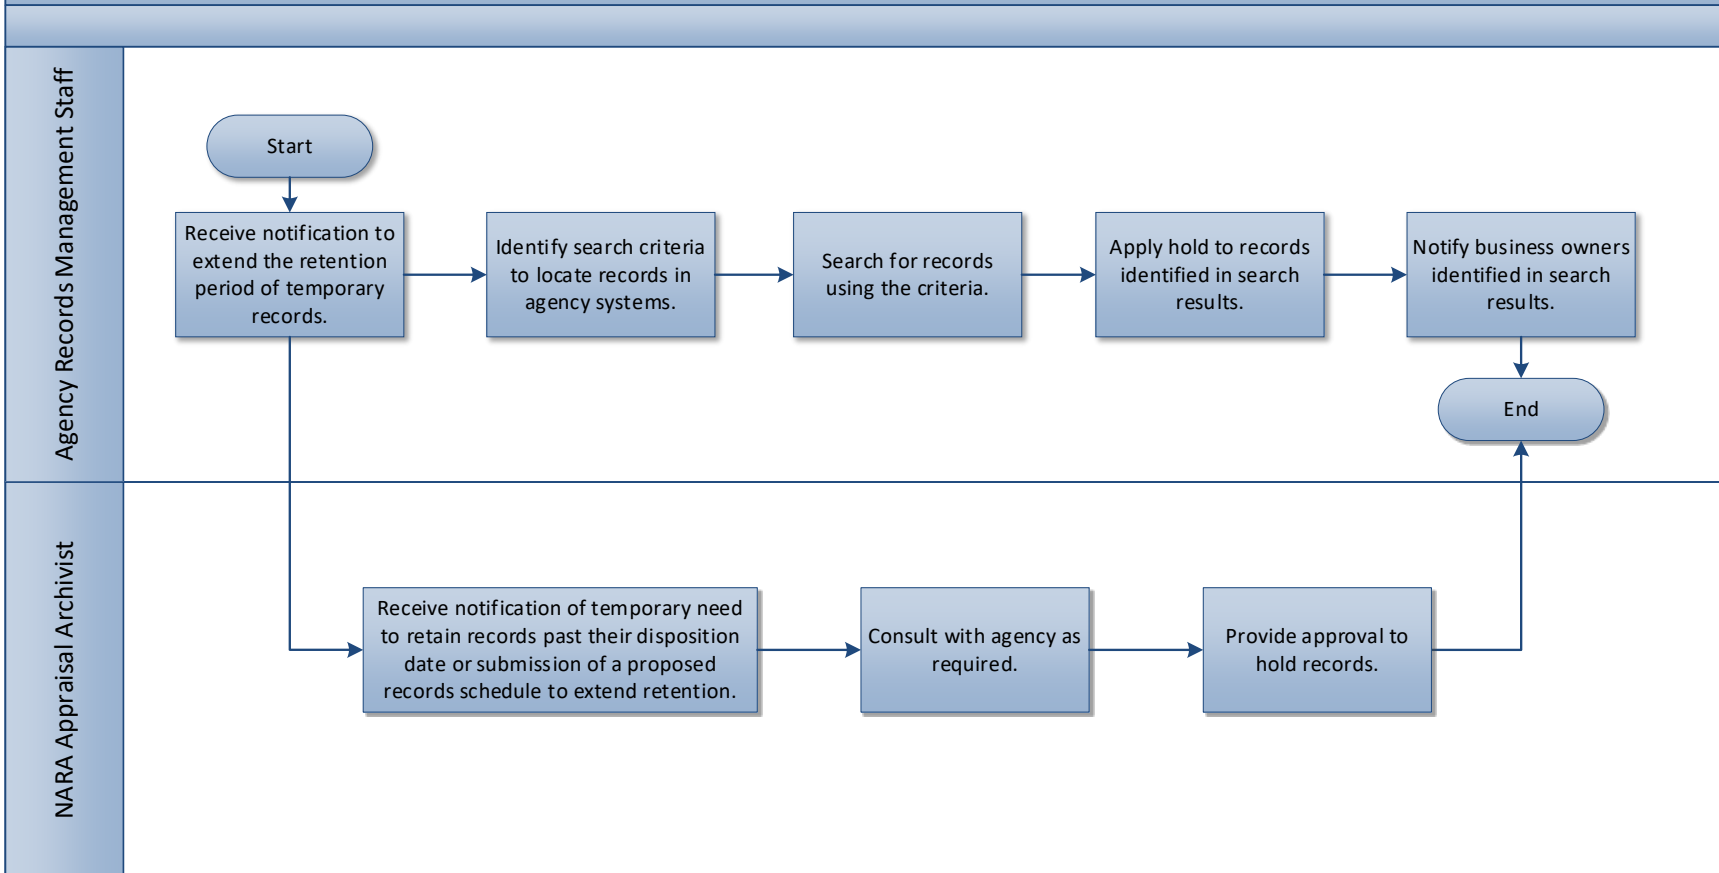 Agency Records Management Staff
Start
Receive notification to
extend the retention
period of temporary
records.
Identify search criteria
to locate records in
agency systems.
Search for records
using the criteria.
Apply hold to records
identified in search
results.
Notify business owners
identified in search
results.
End
NARA Appraisal Archivist
Receive notification of temporary need
to retain records past their disposition
date or submission of a proposed
records schedule to extend retention.
Consult with agency as
required.
Provide approval to
hold records.